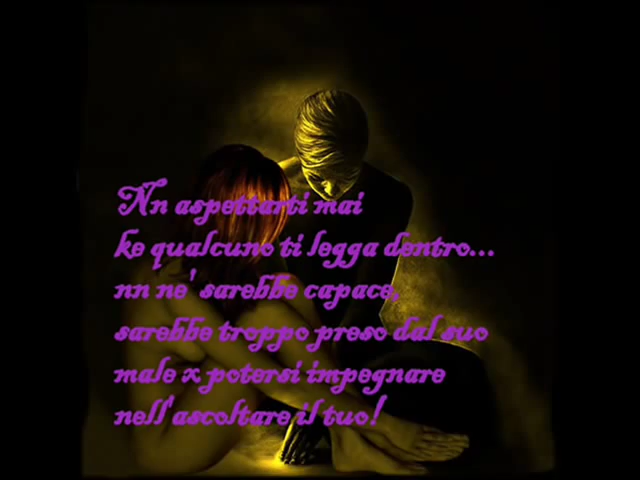 Nn aspettarti mai
ke qualcuno ti legga dentro...
nn ne' sarebbe capace,
sarebbe troppo preso dal suo
male x potersi impegnare
nell'ascoltare il tuo!